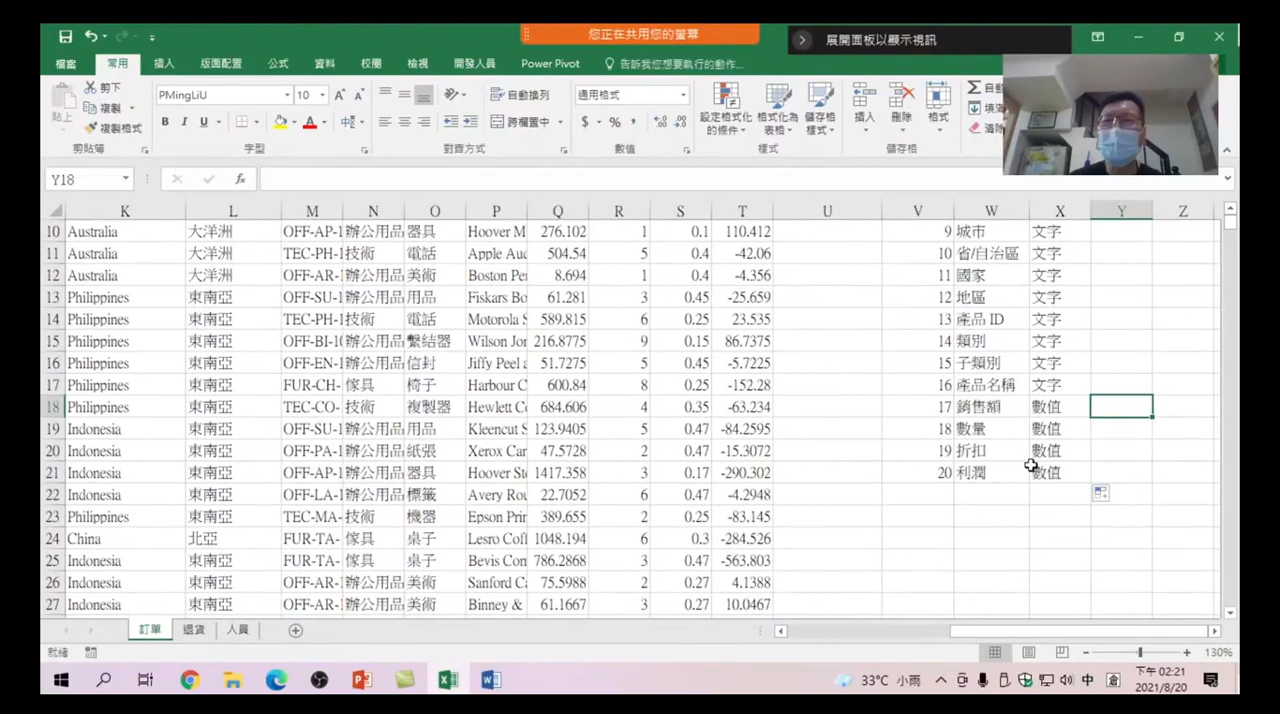 您正在共用您的螢幕
展開面板以顯示視訊
檔案 常用 插入 版面配置 公式 資料 校閱 檢視 開發人員 Power Pivot 告訴我您想要執行的動作...
貼上 剪下 複製 複製格式 剪貼簿
PMingLiU 10 B I U 字型
自動換列 跨欄置中 對齊方式
通用格式 $ % 數值
設定格式化的條件 格式化為表格 儲存格樣式 樣式
插入 刪除 格式 儲存格
Σ 自動
填滿
清除
Y18 fx
K L M N O P Q R S T U V W X Y Z
10 Australia 大洋洲 OFF-AP-1 辦公用品 器具 Hoover M 276.102 1 0.1 110.412 9 城市 文字
11 Australia 大洋洲 TEC-PH-1 技術 電話 Apple Aud 504.54 5 0.4 -42.06 10 省/自治區 文字
12 Australia 大洋洲 OFF-AR-1 辦公用品 美術 Boston Pe 8.694 1 0.4 -4.356 11 國家 文字
13 Philippines 東南亞 OFF-SU-1 辦公用品 用品 Fiskars Bo 61.281 3 0.45 -25.659 12 地區 文字
14 Philippines 東南亞 TEC-PH-1 技術 電話 Motorola S 589.815 6 0.25 23.535 13 產品 ID 文字
15 Philippines 東南亞 OFF-BI-10 辦公用品 繫結器 Wilson Jon 216.8775 9 0.15 86.7375 14 類別 文字
16 Philippines 東南亞 OFF-EN-1 辦公用品 信封 Jiffy Peel a 51.7275 5 0.45 -5.7225 15 子類別 文字
17 Philippines 東南亞 FUR-CH- 傢具 椅子 Harbour C 600.84 8 0.25 -152.28 16 產品名稱 文字
18 Philippines 東南亞 TEC-CO- 技術 複製器 Hewlett Co 684.606 4 0.35 -63.234 17 銷售額 數值
19 Indonesia 東南亞 OFF-SU-1 辦公用品 用品 Kleencut S 123.9405 5 0.47 -84.2595 18 數量 數值
20 Indonesia 東南亞 OFF-PA-1 辦公用品 紙張 Xerox Car 47.5728 2 0.47 -15.3072 19 折扣 數值
21 Indonesia 東南亞 OFF-AP-1 辦公用品 器具 Hoover Sto 1417.358 3 0.17 -290.302 20 利潤 數值
22 Indonesia 東南亞 OFF-LA-1 辦公用品 標籤 Avery Rou 22.7052 6 0.47 -4.2948
23 Philippines 東南亞 TEC-MA- 技術 機器 Epson Prin 389.655 2 0.25 -83.145
24 China 北亞 FUR-TA- 傢具 桌子 Lesro Coff 1048.194 6 0.3 -284.526
25 Indonesia 東南亞 FUR-TA- 傢具 桌子 Bevis Con 786.2868 3 0.47 -563.803
26 Indonesia 東南亞 OFF-AR-1 辦公用品 美術 Sanford Ca 75.5988 2 0.27 4.1388
27 Indonesia 東南亞 OFF-AR-1 辦公用品 美術 Binney & 61.1667 3 0.27 10.0467
訂單 退貨 人員
就緒 130%
33°C 小雨 中 下午 02:21
2021/8/20